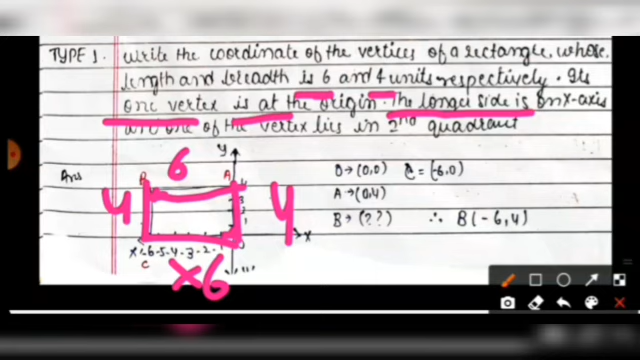 TYPE 1. Write the coordinate of the vertices of a rectangle, whose
length and breadth is 6 and 4 units respectively. Its
one vertex is at the origin. The longer side is on X-axis
and one of the vertex lies in 2nd quadrant
Ans
6
y
B
A
4
4
3
2
1
4
O→(0,0) C = (-6,0)
A→(0,4)
B→(??) ∴ B(-6,4)
X' -6 -5 -4 -3 -2
X
C
×6